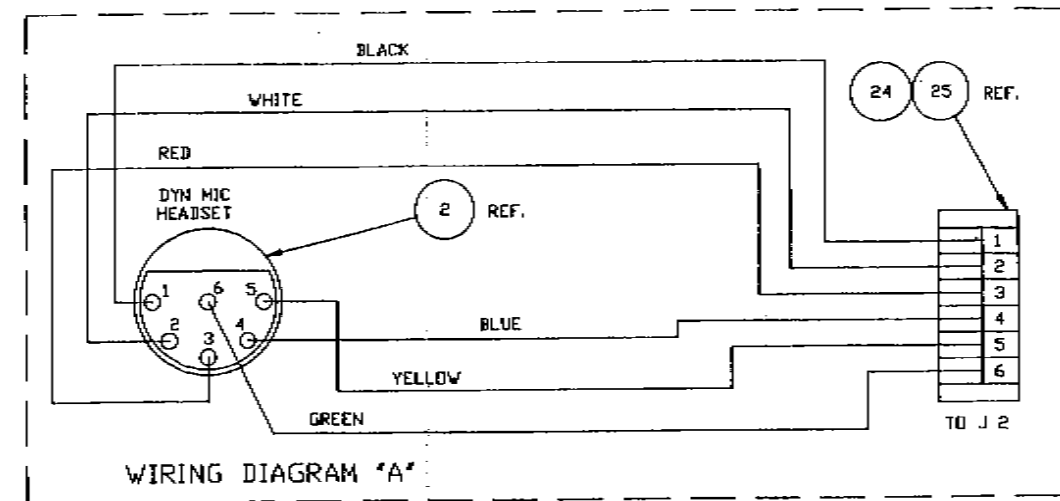 BLACK
24 25 REF.
WHITE
RED
DYN MIC
HEADSET
2 REF.
1 6 5
2 3 4
1
2
3
4
5
6
BLUE
YELLOW
GREEN
TO J 2
WIRING DIAGRAM "A"